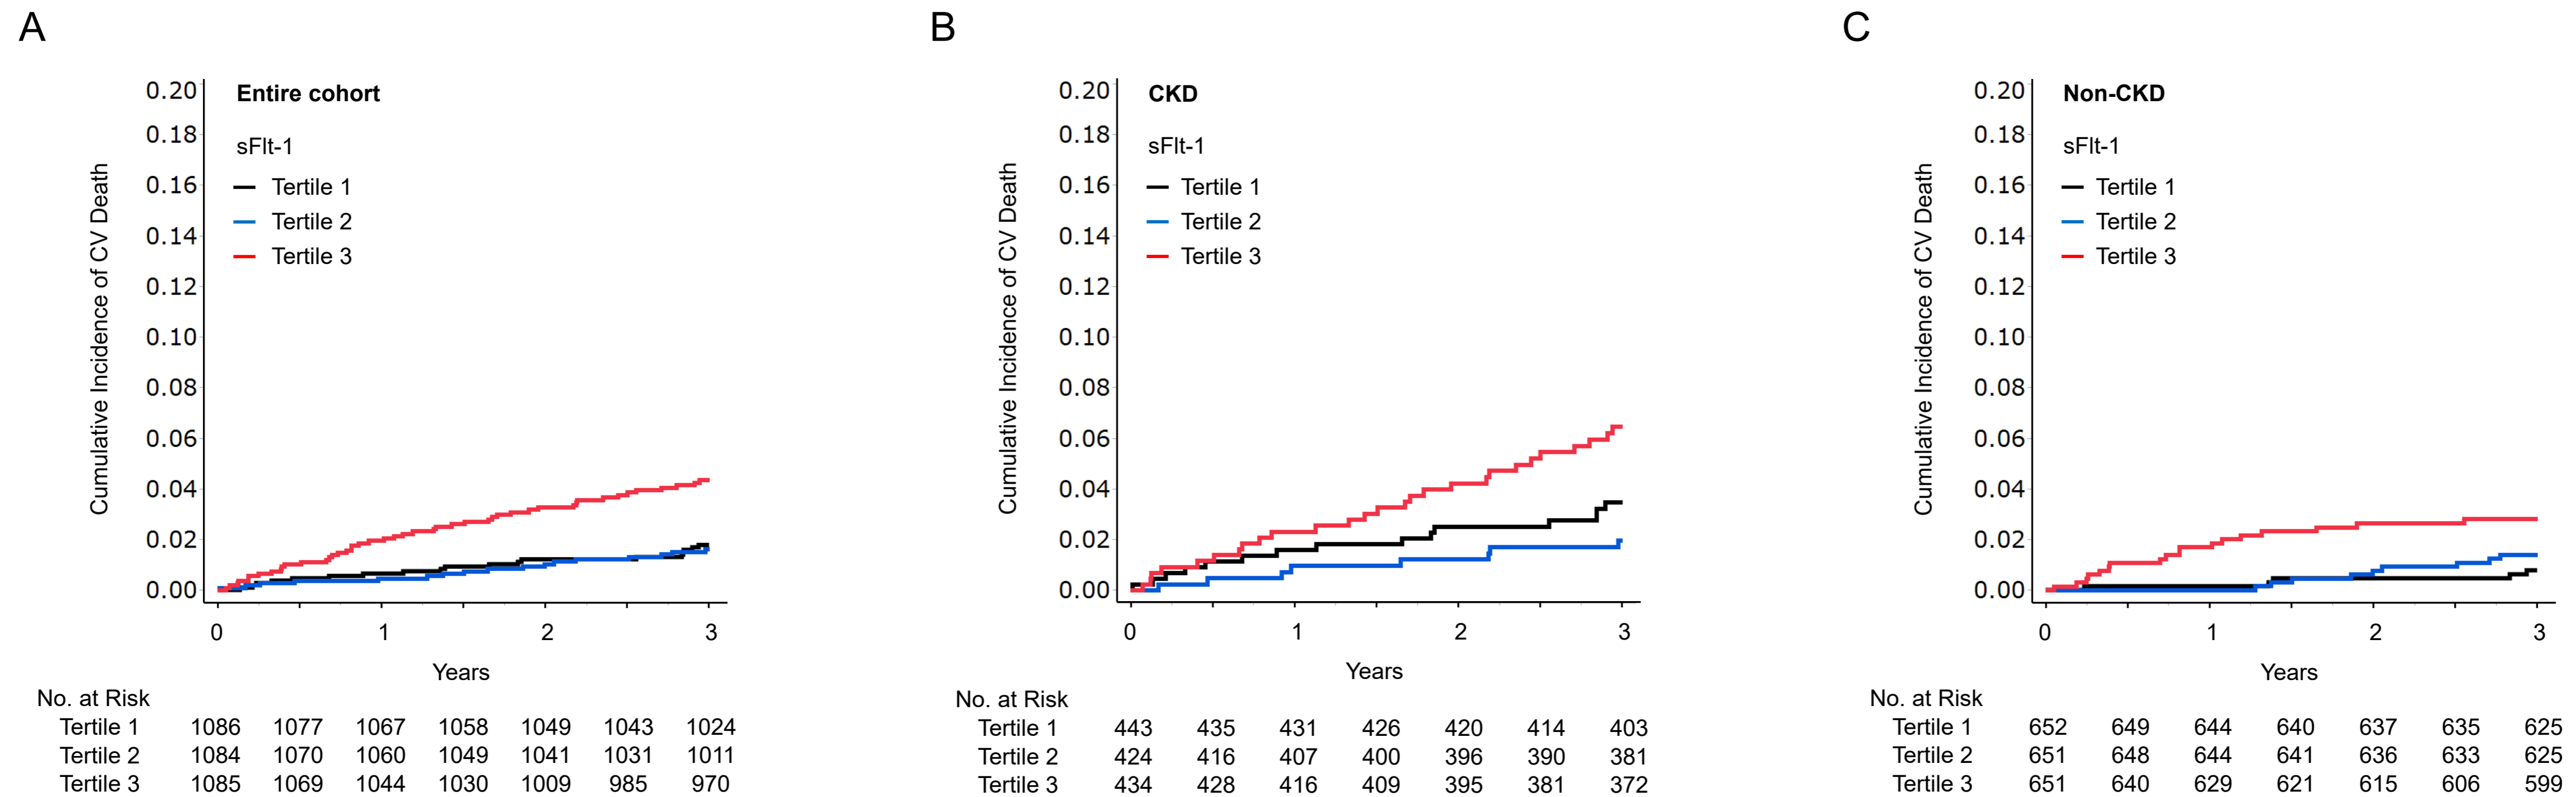 A
0.20
0.18
0.16
0.14
0.12
0.10
0.08
0.06
0.04
0.02
0.00
Cumulative Incidence of CV Death
Entire cohort
sFlt-1
Tertile 1
Tertile 2
Tertile 3
0 1 2 3
Years
No. at Risk
Tertile 1 1086 1077 1067 1058 1049 1043 1024
Tertile 2 1084 1070 1060 1049 1041 1031 1011
Tertile 3 1085 1069 1044 1030 1009 985 970
B
0.20
0.18
0.16
0.14
0.12
0.10
0.08
0.06
0.04
0.02
0.00
Cumulative Incidence of CV Death
CKD
sFlt-1
Tertile 1
Tertile 2
Tertile 3
0 1 2 3
Years
No. at Risk
Tertile 1 443 435 431 426 420 414 403
Tertile 2 424 416 407 400 396 390 381
Tertile 3 434 428 416 409 395 381 372
C
0.20
0.18
0.16
0.14
0.12
0.10
0.08
0.06
0.04
0.02
0.00
Cumulative Incidence of CV Death
Non-CKD
sFlt-1
Tertile 1
Tertile 2
Tertile 3
0 1 2 3
Years
No. at Risk
Tertile 1 652 649 644 640 637 635 625
Tertile 2 651 648 644 641 636 633 625
Tertile 3 651 640 629 621 615 606 599